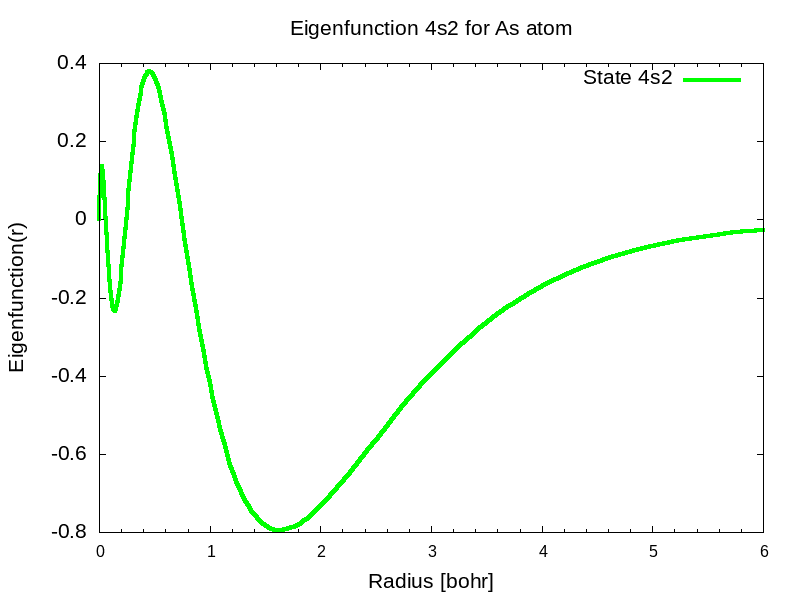 Eigenfunction 4s2 for As atom
State 4s2
0.4
0.2
0
-0.2
-0.4
-0.6
-0.8
Eigenfunction(r)
0 1 2 3 4 5 6
Radius [bohr]